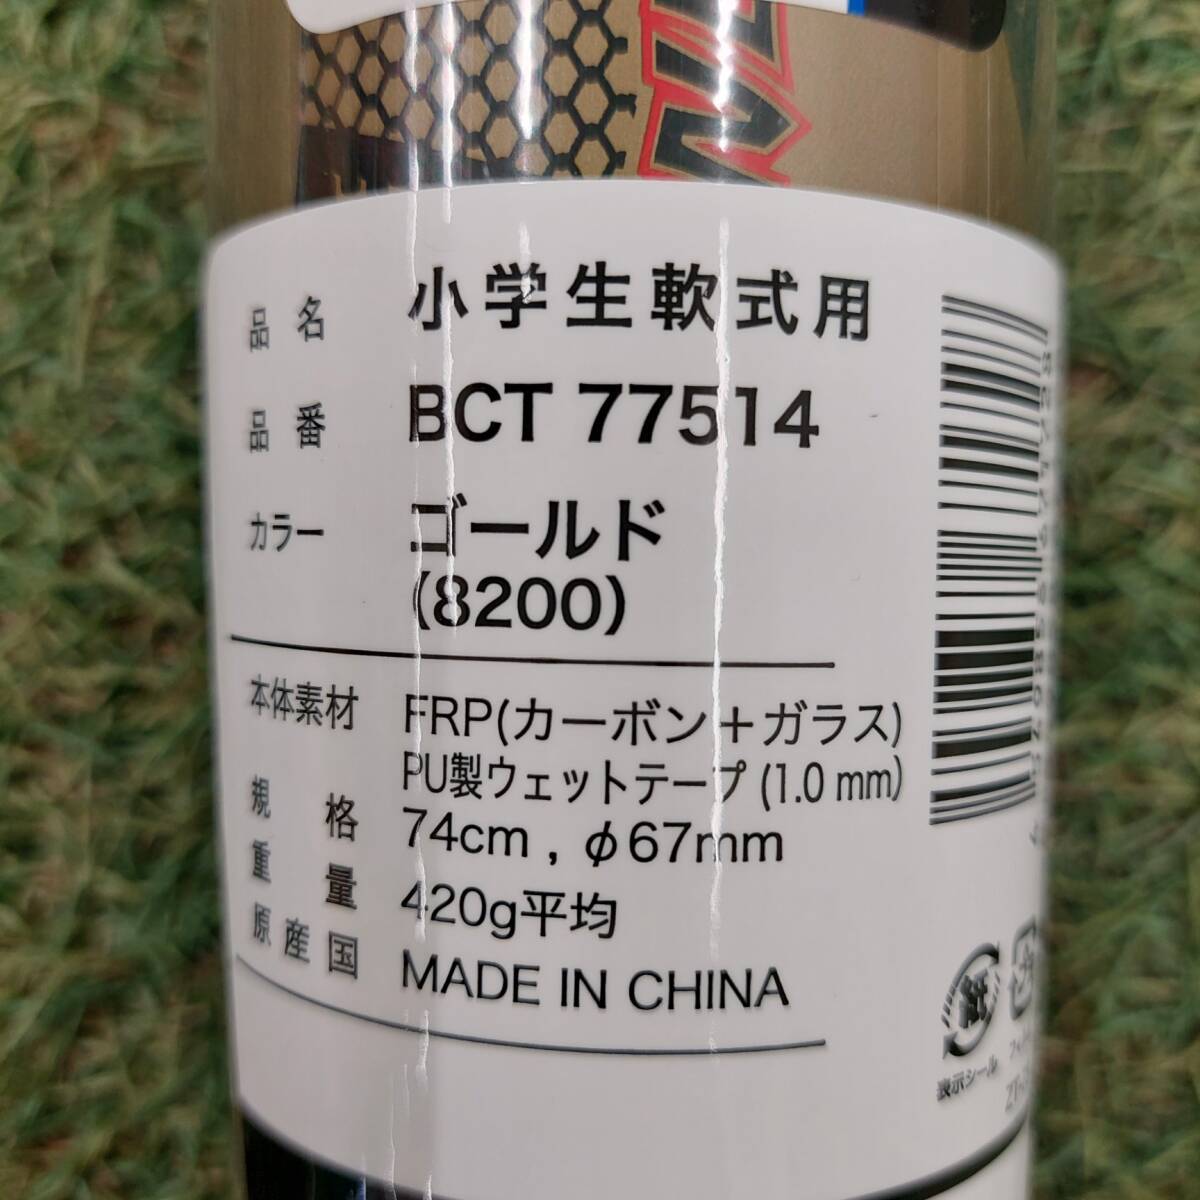 品名 小学生軟式用
品番 BCT 77514
カラー ゴールド
(8200)
本体素材 FRP(カーボン+ガラス)
PU製ウェットテープ (1.0 mm)
規格 74cm , φ67mm
重量 420g平均
原産国 MADE IN CHINA
紙
表示シール